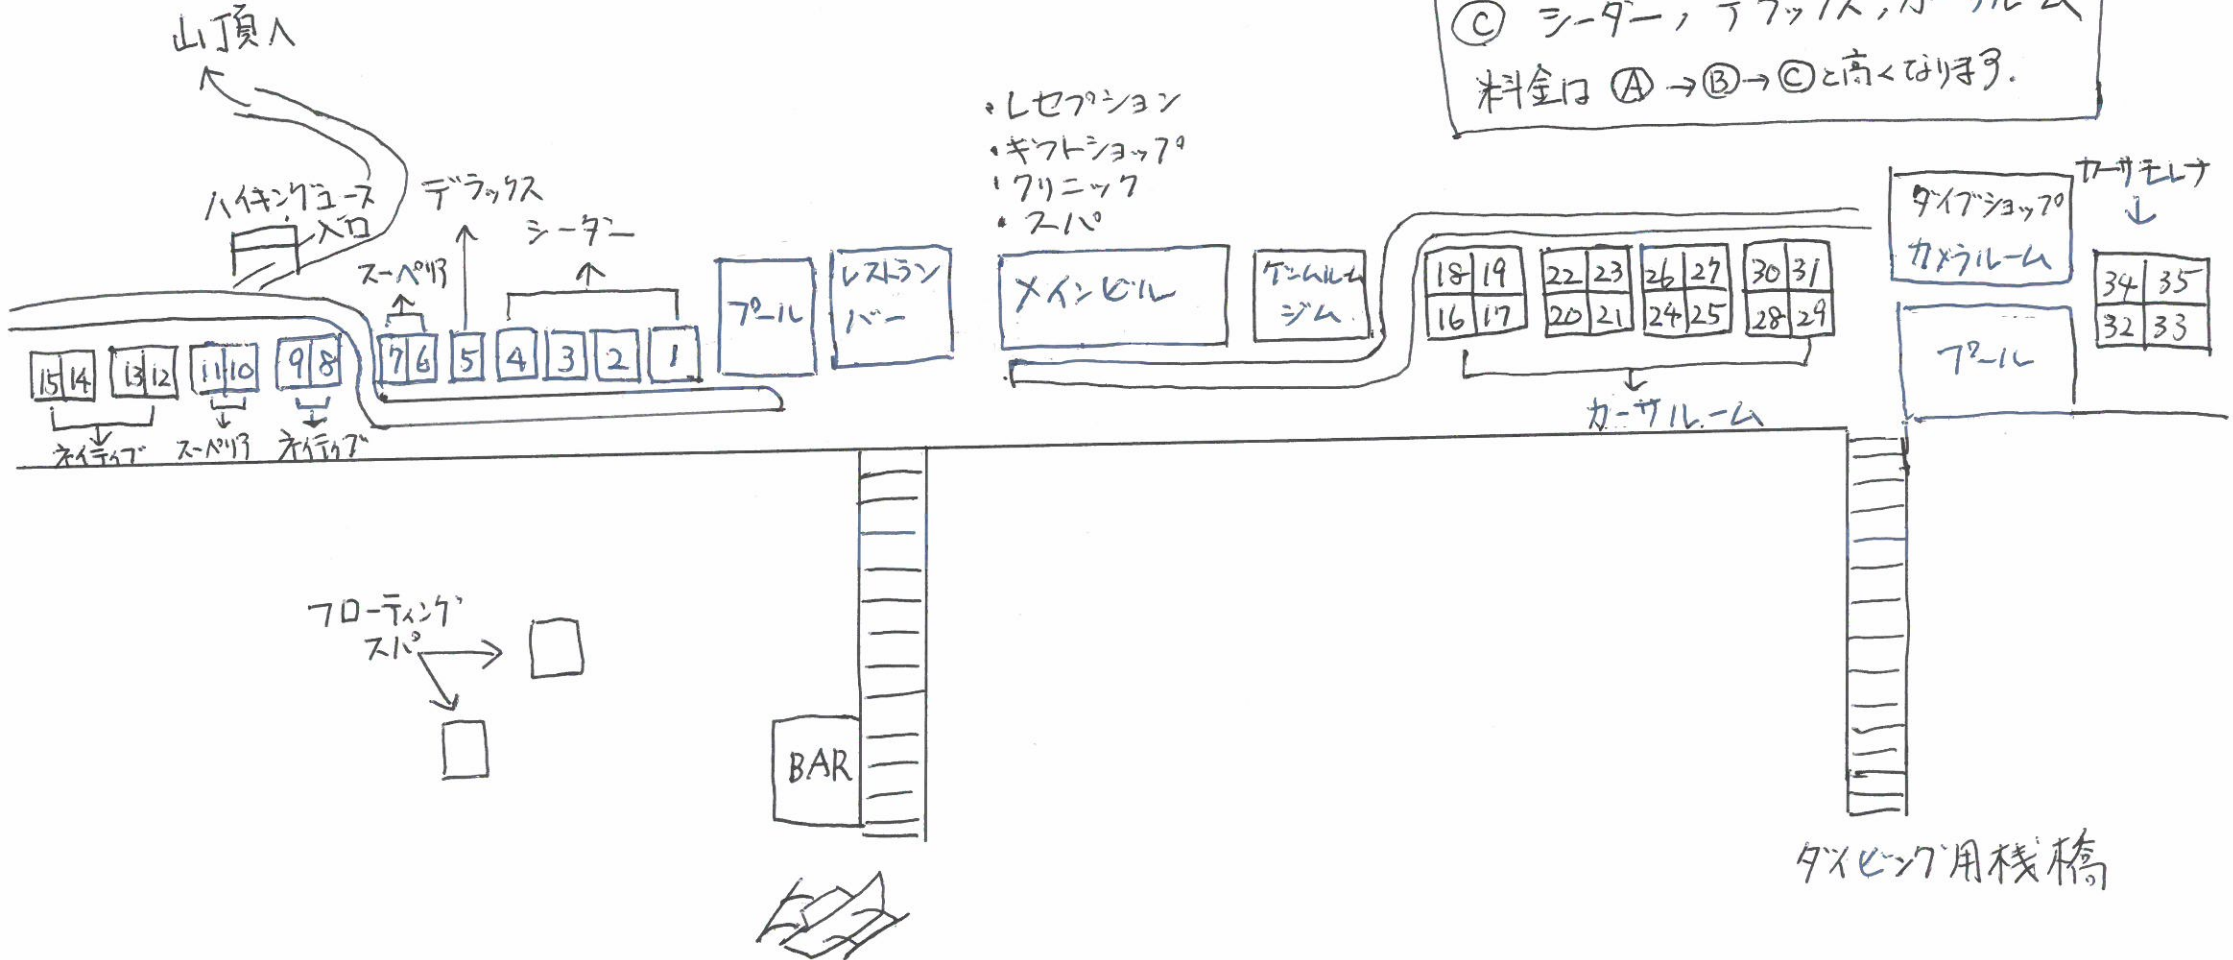 Ⓒ シーダー, デラックス, カーサルーム
料金は Ⓐ→Ⓑ→Ⓒと高くなります.
山頂へ
・レセプション
・ギフトショップ
・クリニック
・スパ
ハイキングコース
入口
デラックス
シーダー
スーペリア
プール
レストラン
バー
メインビル
ゲームルーム
ジム
18 19
16 17
22 23
20 21
26 27
24 25
30 31
28 29
カーサルーム
ダイブショップ
カメラルーム
プール
カーサモレナ
34 35
32 33
15 14
13 12
11 10
9 8
7 6
5
4
3
2
1
ネイティブ
スーペリア
ネイティブ
フローティング
スパ
BAR
ダイビング用桟橋